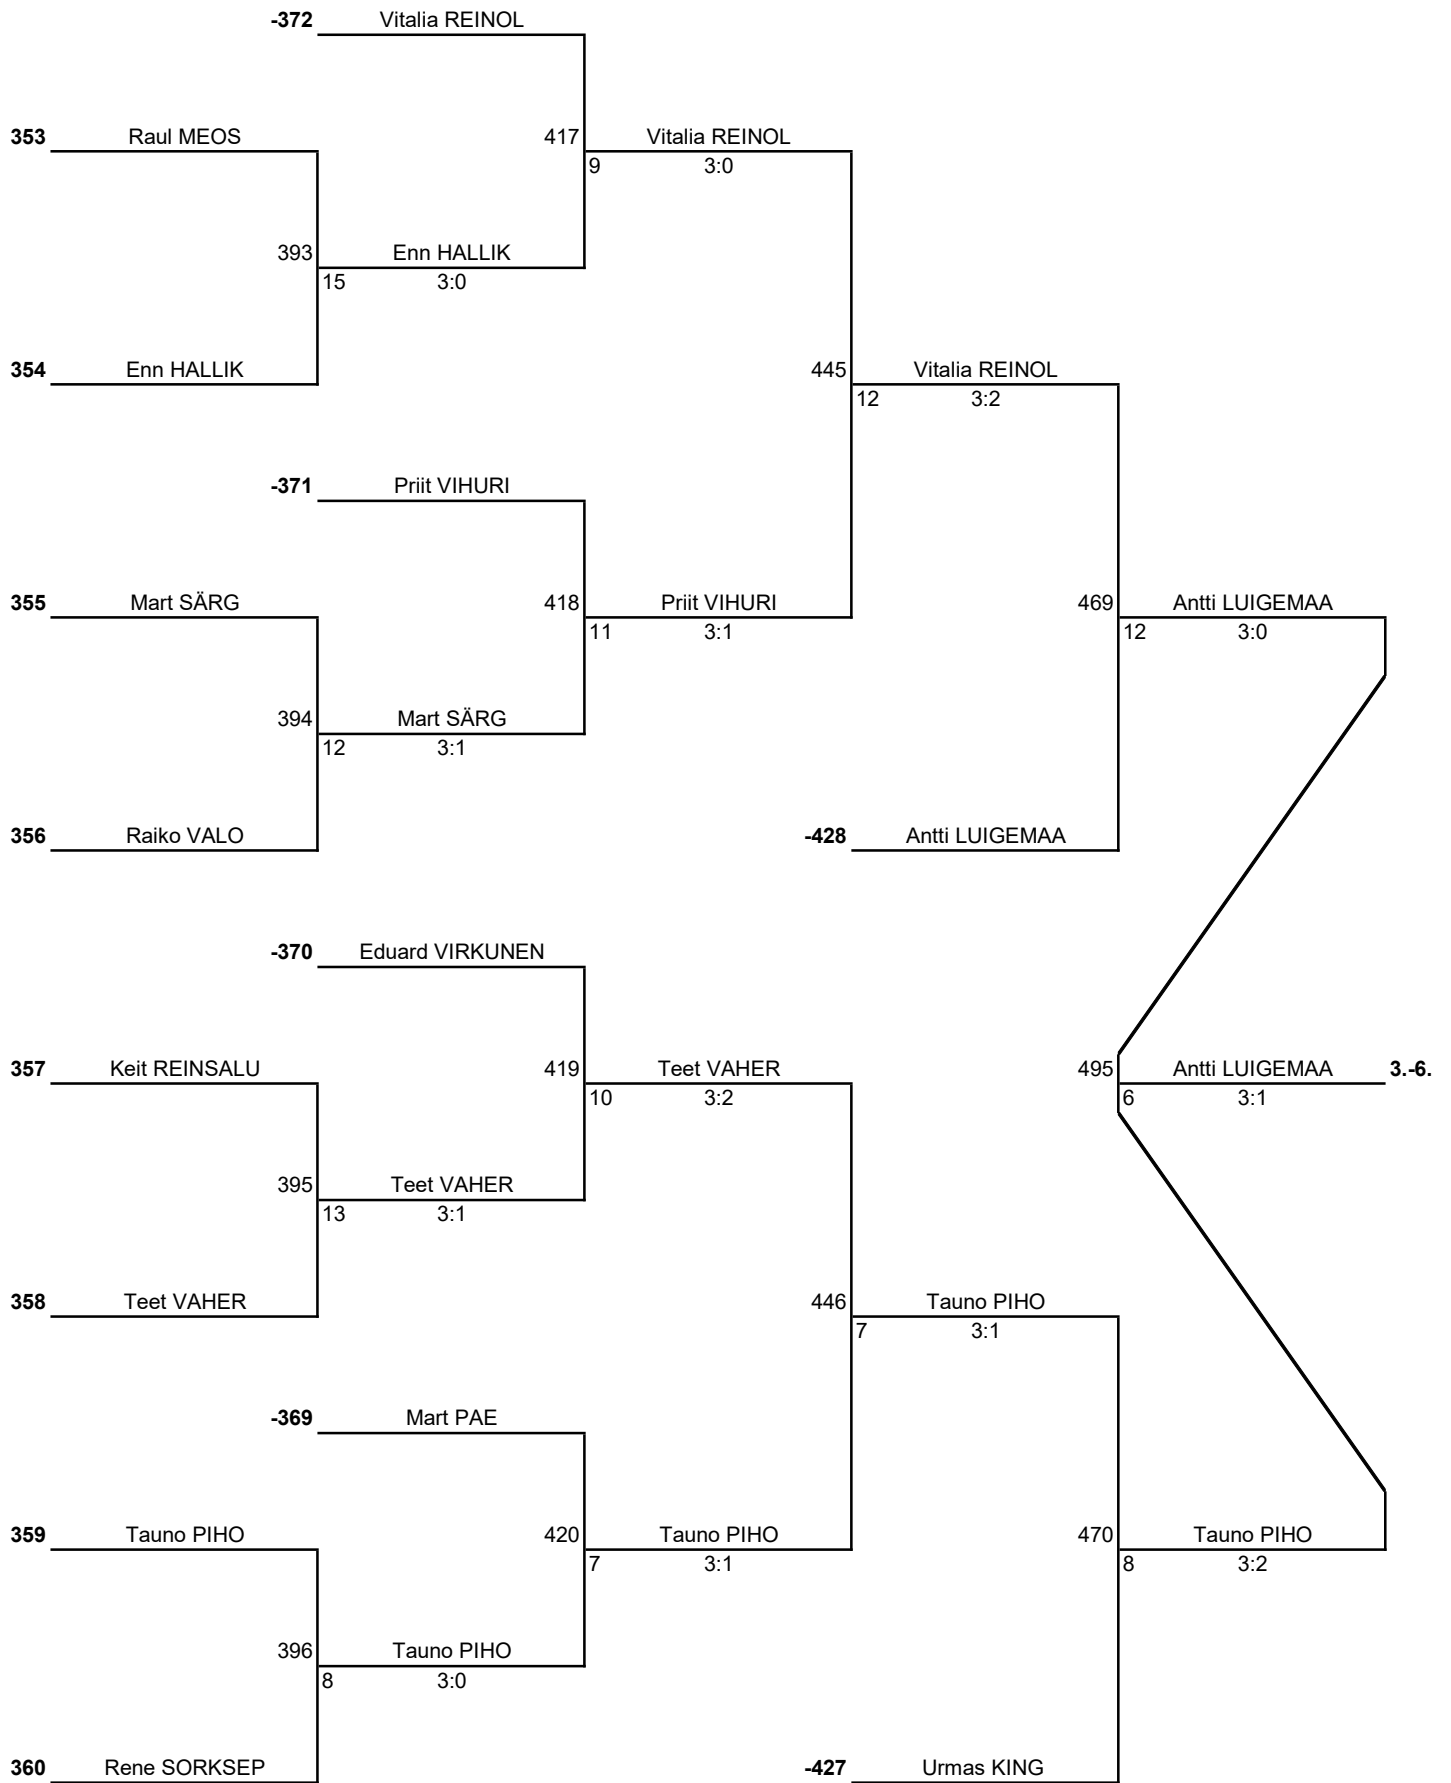 -372 Vitalia REINOL
353 Raul MEOS 417 Vitalia REINOL
9 3:0
393 Enn HALLIK
15 3:0
354 Enn HALLIK 445 Vitalia REINOL
12 3:2
-371 Priit VIHURI
355 Mart SÄRG 418 Priit VIHURI 469 Antti LUIGEMAA
11 3:1 12 3:0
394 Mart SÄRG
12 3:1
356 Raiko VALO -428 Antti LUIGEMAA
-370 Eduard VIRKUNEN
357 Keit REINSALU 419 Teet VAHER 495 Antti LUIGEMAA 3.-6.
10 3:2 6 3:1
395 Teet VAHER
13 3:1
358 Teet VAHER 446 Tauno PIHO
7 3:1
-369 Mart PAE
359 Tauno PIHO 420 Tauno PIHO 470 Tauno PIHO
7 3:1 8 3:2
396 Tauno PIHO
8 3:0
360 Rene SORKSEP -427 Urmas KING